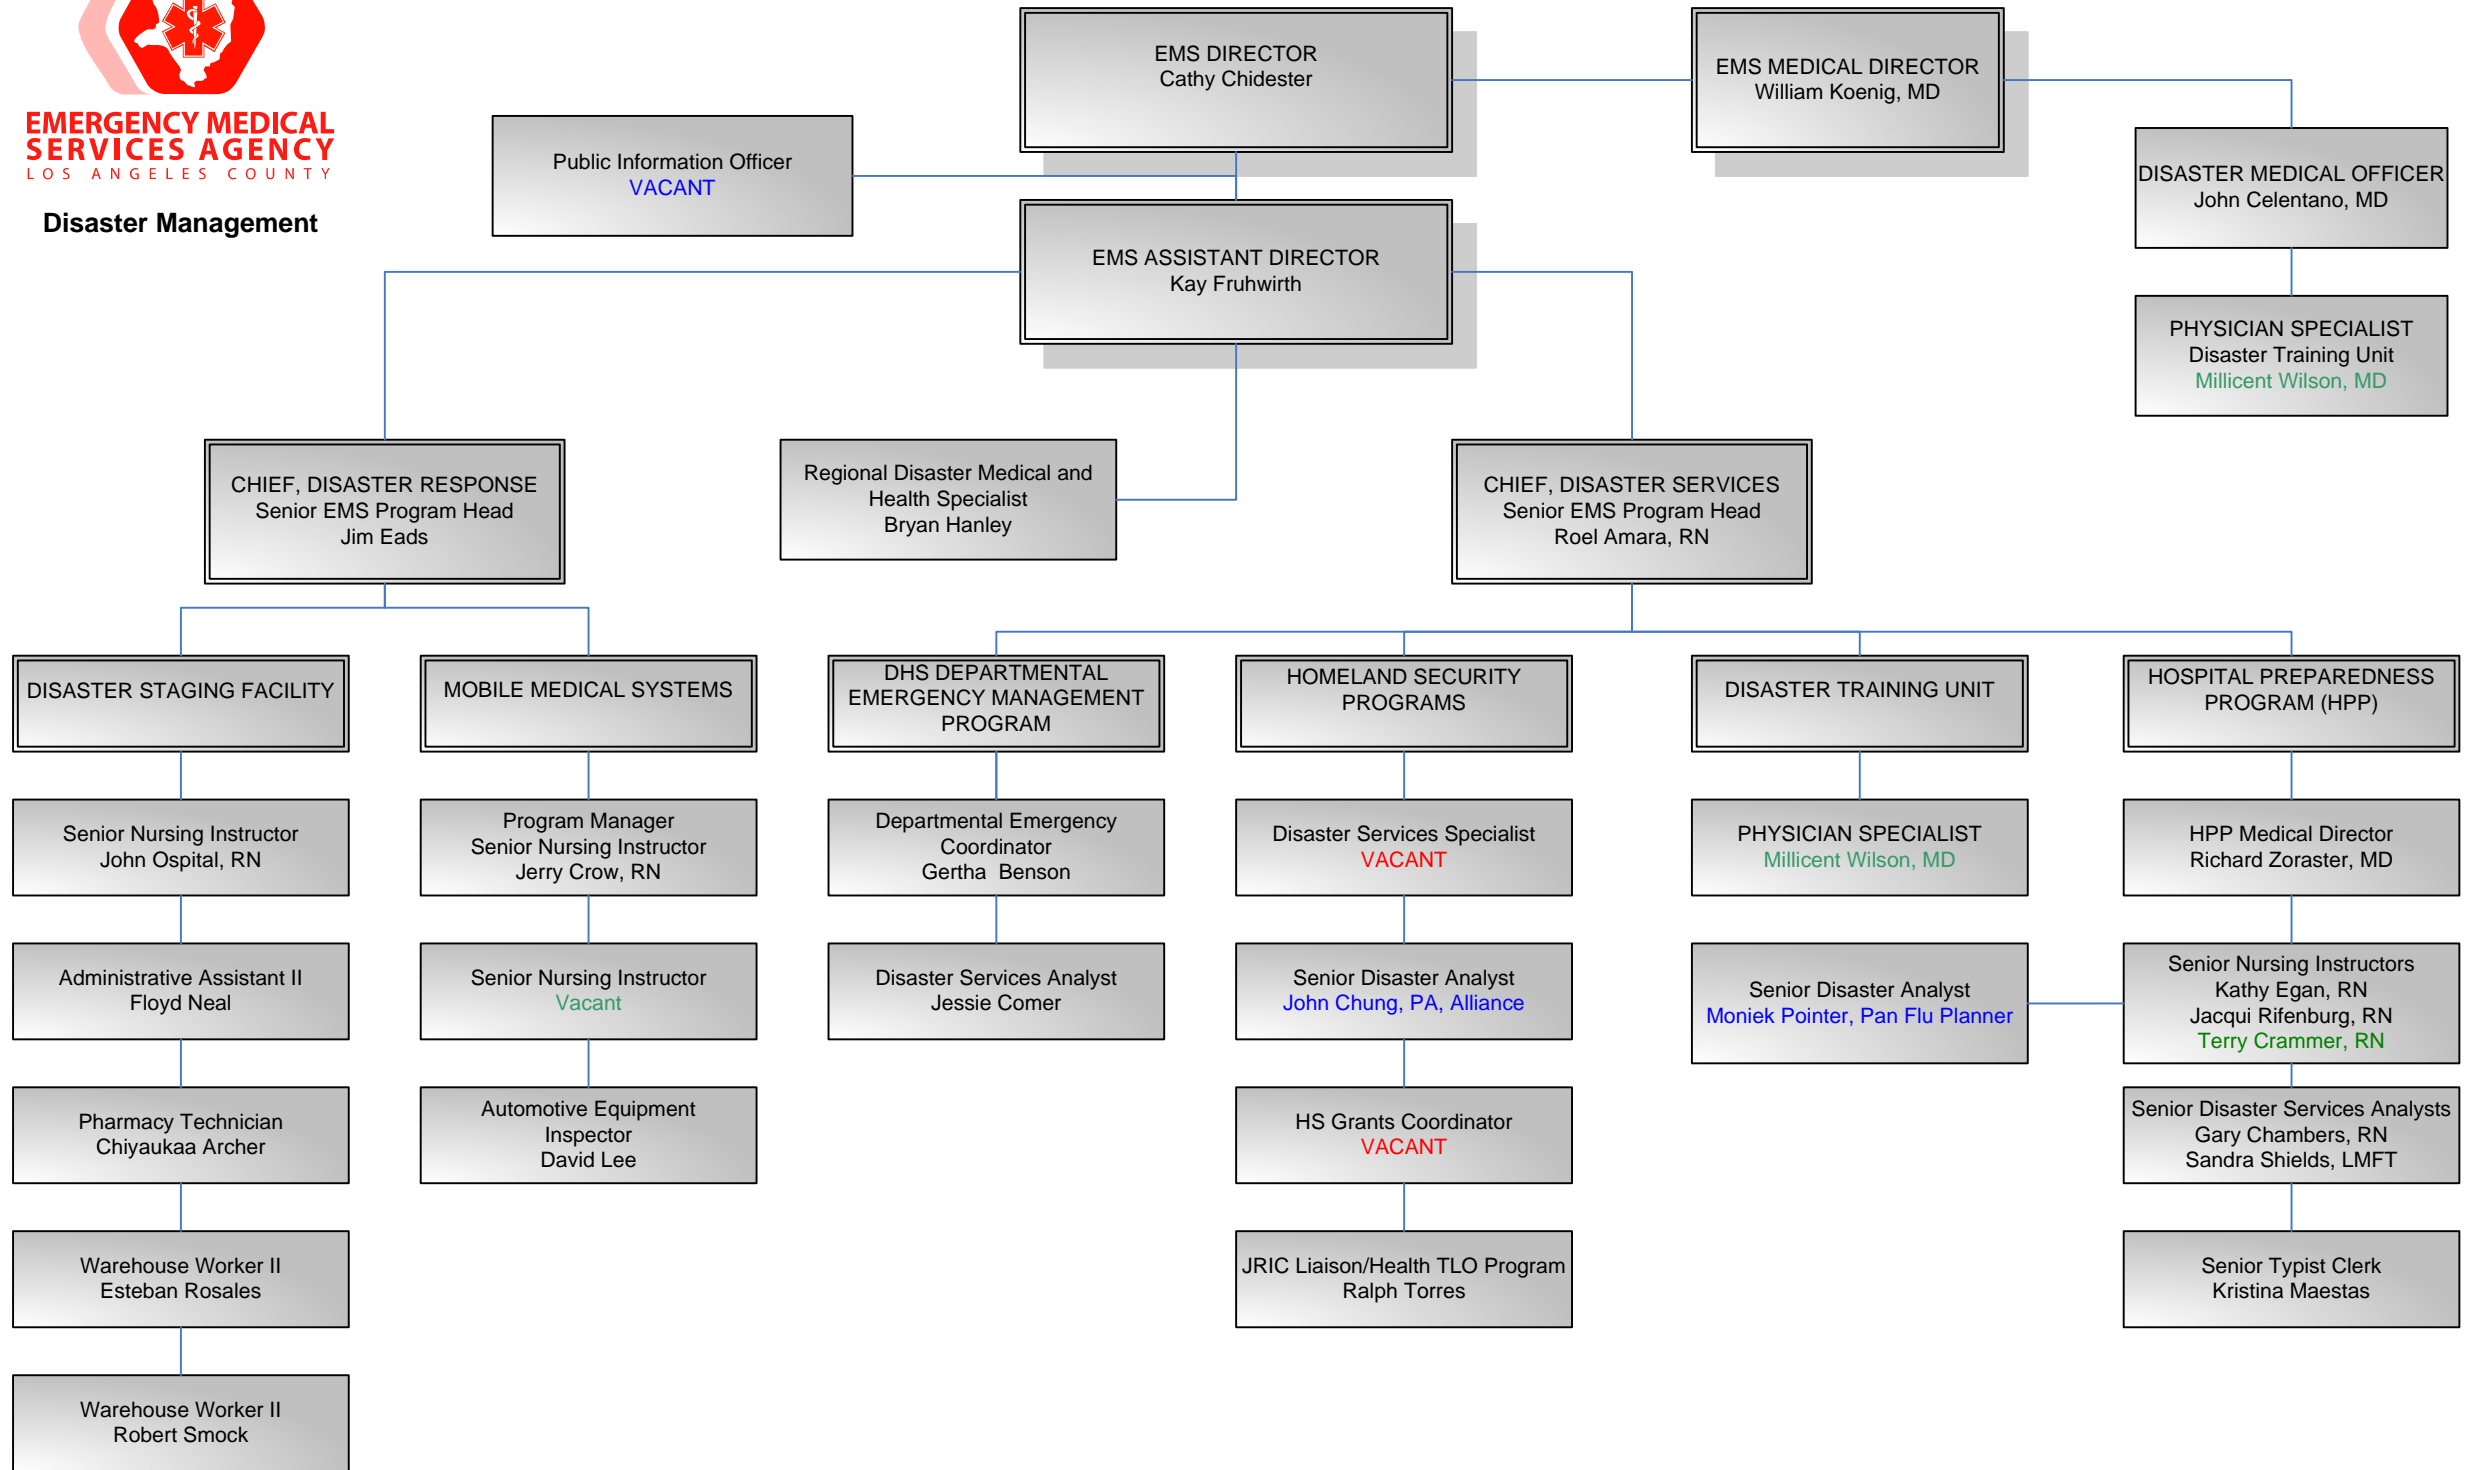 EMERGENCY MEDICAL
SERVICES AGENCY
LOS ANGELES COUNTY
Disaster Management
EMS DIRECTOR
Cathy Chidester
EMS MEDICAL DIRECTOR
William Koenig, MD
Public Information Officer
VACANT
DISASTER MEDICAL OFFICER
John Celentano, MD
EMS ASSISTANT DIRECTOR
Kay Fruhwirth
PHYSICIAN SPECIALIST
Disaster Training Unit
Millicent Wilson, MD
CHIEF, DISASTER RESPONSE
Senior EMS Program Head
Jim Eads
Regional Disaster Medical and
Health Specialist
Bryan Hanley
CHIEF, DISASTER SERVICES
Senior EMS Program Head
Roel Amara, RN
DISASTER STAGING FACILITY
MOBILE MEDICAL SYSTEMS
DHS DEPARTMENTAL
EMERGENCY MANAGEMENT
PROGRAM
HOMELAND SECURITY
PROGRAMS
DISASTER TRAINING UNIT
HOSPITAL PREPAREDNESS
PROGRAM (HPP)
Senior Nursing Instructor
John Ospital, RN
Program Manager
Senior Nursing Instructor
Jerry Crow, RN
Departmental Emergency
Coordinator
Gertha  Benson
Disaster Services Specialist
VACANT
PHYSICIAN SPECIALIST
Millicent Wilson, MD
HPP Medical Director
Richard Zoraster, MD
Administrative Assistant II
Floyd Neal
Senior Nursing Instructor
Vacant
Disaster Services Analyst
Jessie Comer
Senior Disaster Analyst
John Chung, PA, Alliance
Senior Disaster Analyst
Moniek Pointer, Pan Flu Planner
Senior Nursing Instructors
Kathy Egan, RN
Jacqui Rifenburg, RN
Terry Crammer, RN
Pharmacy Technician
Chiyaukaa Archer
Automotive Equipment
Inspector
David Lee
HS Grants Coordinator
VACANT
Senior Disaster Services Analysts
Gary Chambers, RN
Sandra Shields, LMFT
Warehouse Worker II
Esteban Rosales
JRIC Liaison/Health TLO Program
Ralph Torres
Senior Typist Clerk
Kristina Maestas
Warehouse Worker II
Robert Smock